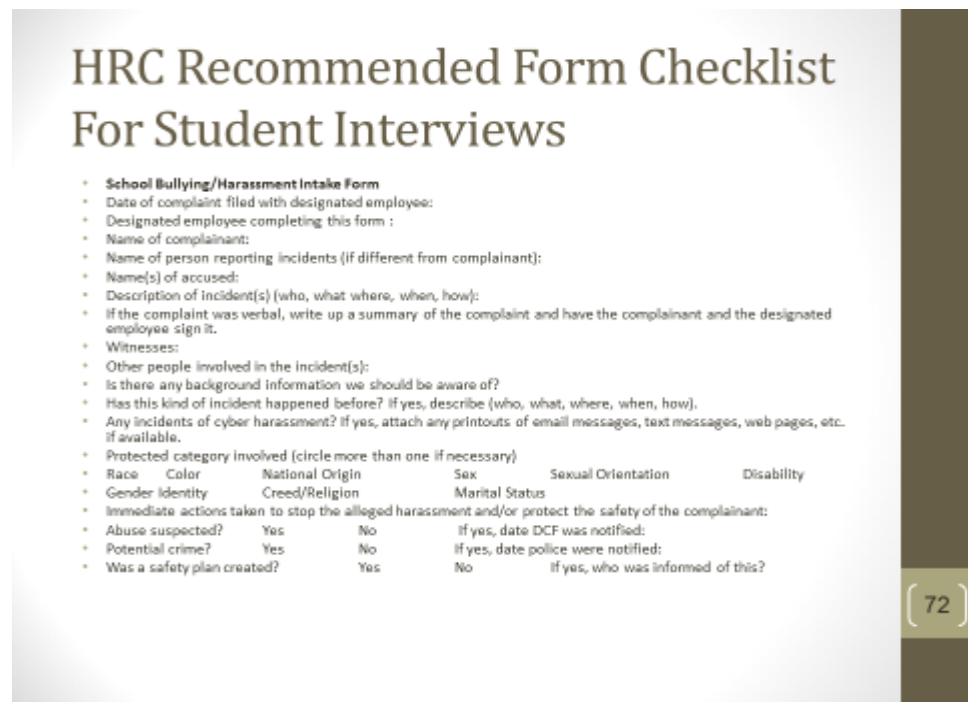 HRC Recommended Form Checklist
For Student Interviews
• School Bullying/Harassment Intake Form
• Date of complaint filed with designated employee:
• Designated employee completing this form :
• Name of complainant:
• Name of person reporting incidents (if different from complainant):
• Name(s) of accused:
• Description of incident(s) (who, what where, when, how):
• If the complaint was verbal, write up a summary of the complaint and have the complainant and the designated
employee sign it.
• Witnesses:
• Other people involved in the incident(s):
• Is there any background information we should be aware of?
• Has this kind of incident happened before? If yes, describe (who, what, where, when, how).
• Any incidents of cyber harassment? If yes, attach any printouts of email messages, text messages, web pages, etc.
if available.
• Protected category involved (circle more than one if necessary)
• Race Color National Origin Sex Sexual Orientation Disability
• Gender Identity Creed/Religion Marital Status
• Immediate actions taken to stop the alleged harassment and/or protect the safety of the complainant:
• Abuse suspected? Yes No If yes, date DCF was notified:
• Potential crime? Yes No If yes, date police were notified:
• Was a safety plan created? Yes No If yes, who was informed of this?
72